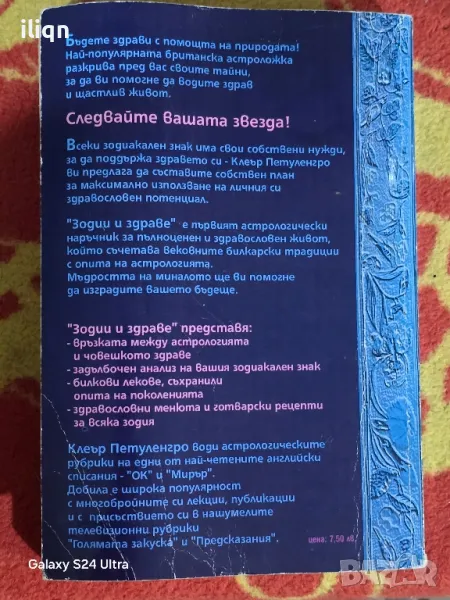 iliqn
Бъдете здрави с помощта на природата!
Най-популярната британска астроложка
разкрива пред вас своите тайни,
за да ви помогне да водите здрав
и щастлив живот.
Следвайте вашата звезда!
Всеки зодиакален знак има свои собствени нужди,
за да поддържа здравето си - Клеър Петуленгро
ви предлага да съставите собствен план
за максимално използване на личния си
здравословен потенциал.
"Зодии и здраве" е първият астрологически
наръчник за пълноценен и здравословен живот,
който съчетава вековните билкарски традиции
с опита на астрологията.
Мъдростта на миналото ще ви помогне
да изградите вашето бъдеще.
"Зодии и здраве" представя:
- връзката между астрологията
и човешкото здраве
- задълбочен анализ на вашия зодиакален знак
- билкови лекове, съхранили
опита на поколенията
- здравословни менюта и готварски рецепти
за всяка зодия
Клеър Петуленгро води астрологическите
рубрики на едни от най-четените английски
списания - "ОК" и "Мирър".
Добила е широка популярност
с многобройните си лекции, публикации
и с присъствието си в нашумелите
телевизионни рубрики
"Голямата закуска" и "Предсказания".
цена: 7,50 лв.
Galaxy S24 Ultra
bazar